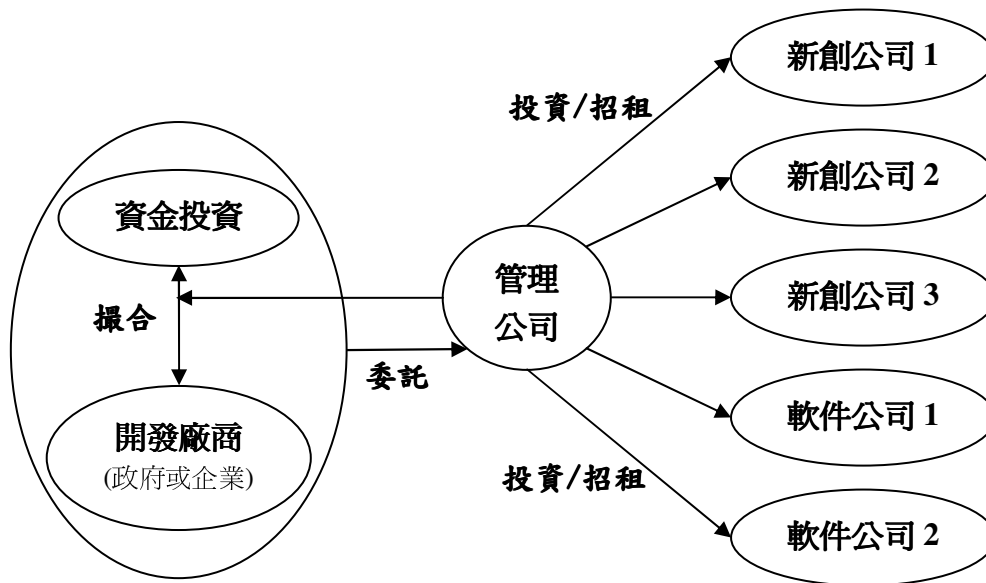 新創公司 1
投資/招租
新創公司 2
資金投資
管理
公司
新創公司 3
撮合
委託
開發廠商
(政府或企業)
軟件公司 1
投資/招租
軟件公司 2